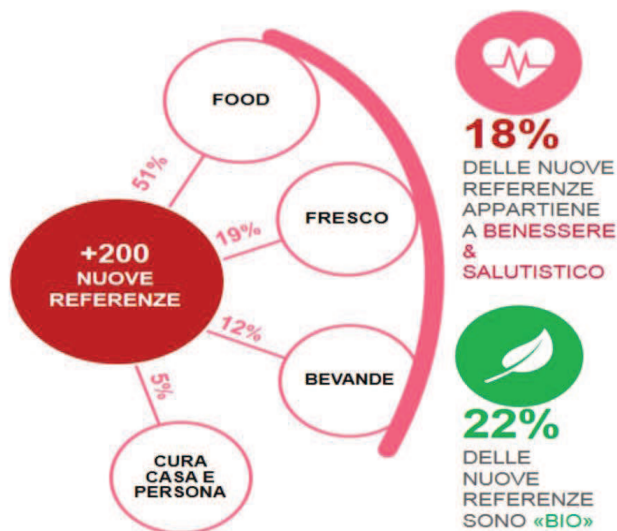 FOOD
51%
FRESCO
19%
+200
NUOVE
REFERENZE
12%
BEVANDE
5%
CURA
CASA E
PERSONA
18%
DELLE NUOVE
REFERENZE
APPARTIENE
A BENESSERE
&
SALUTISTICO
22%
DELLE
NUOVE
REFERENZE
SONO «BIO»